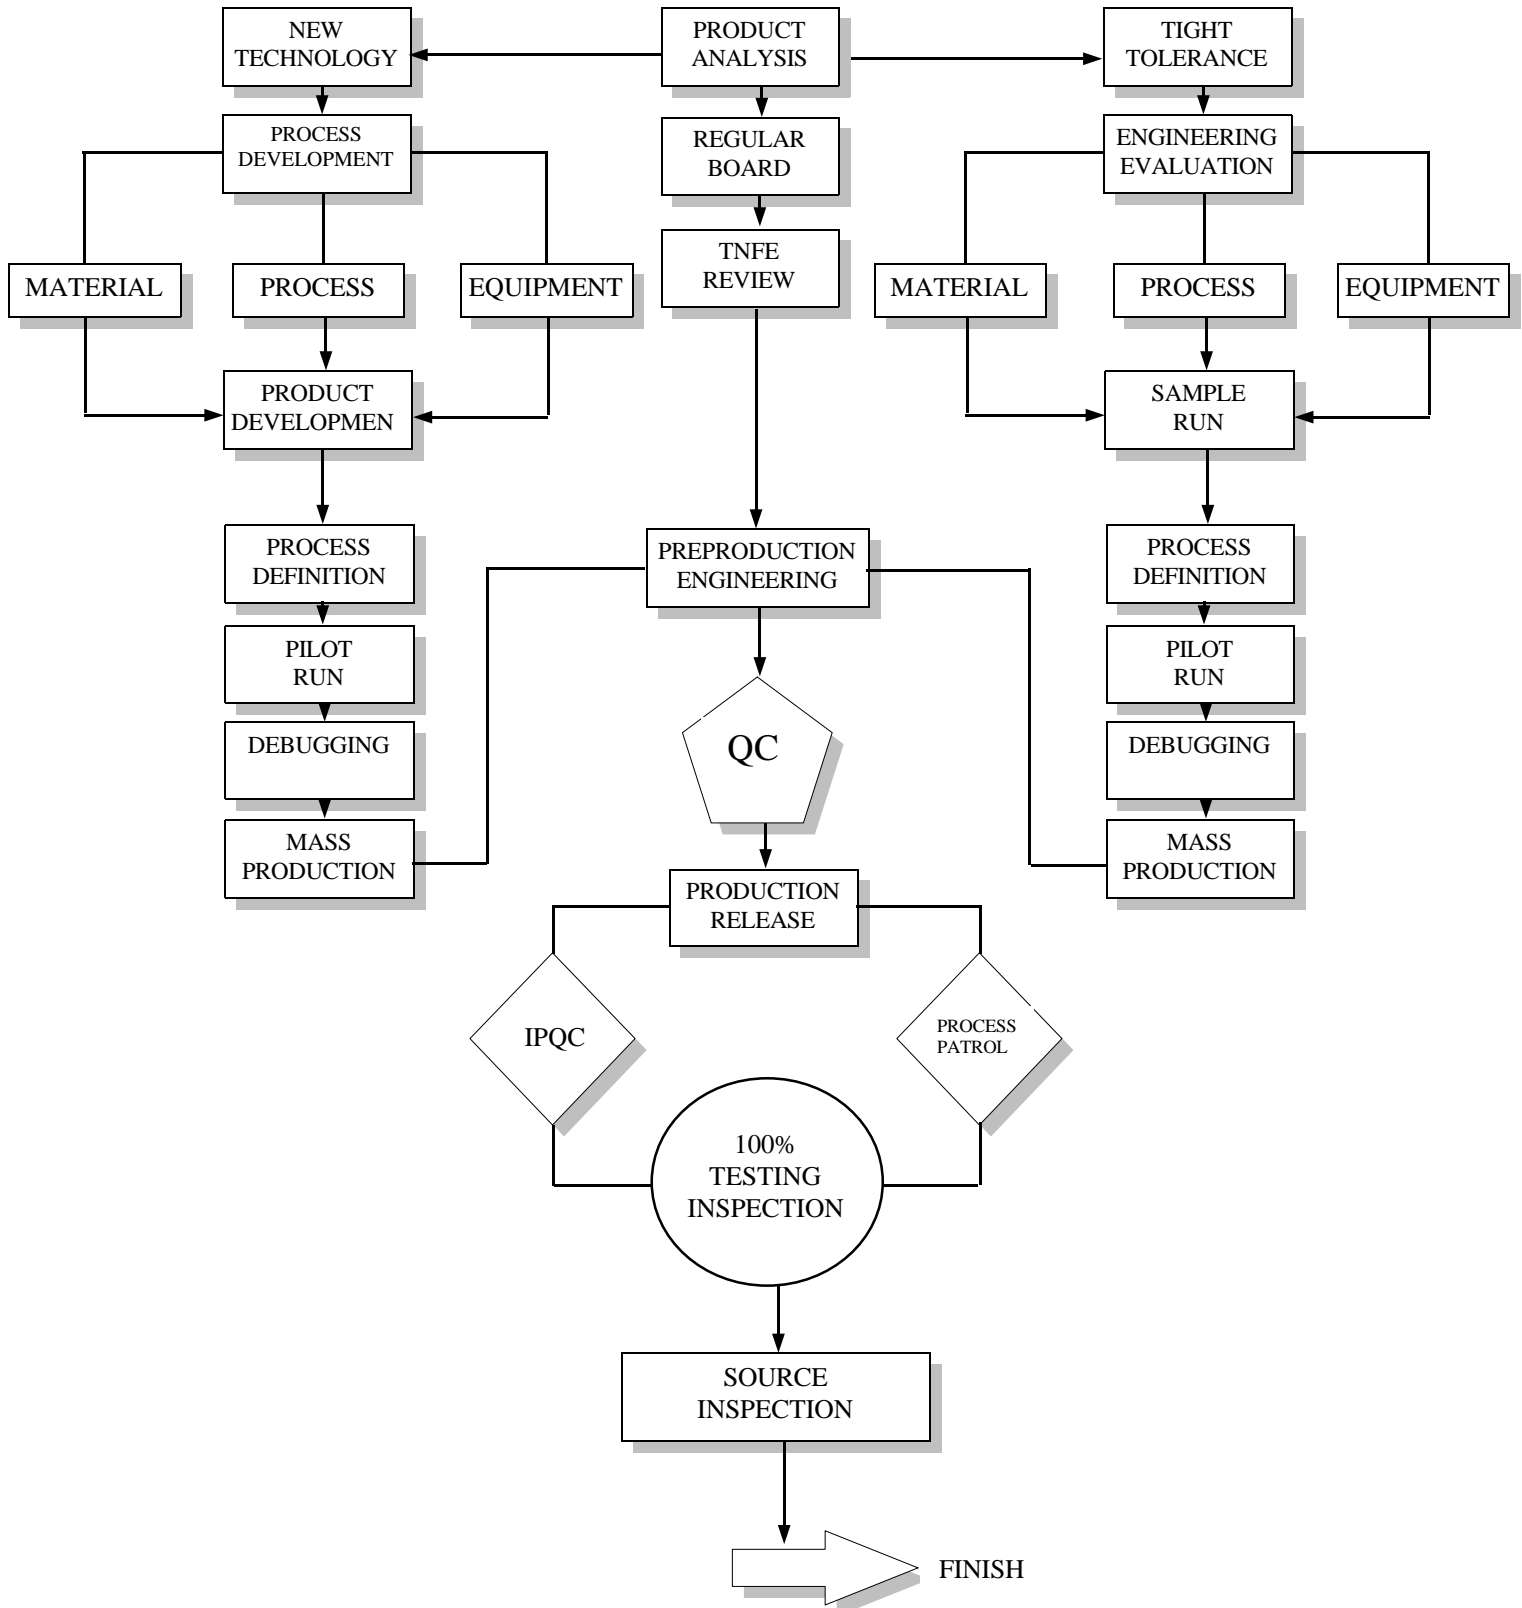 NEW
TECHNOLOGY
PRODUCT
ANALYSIS
TIGHT
TOLERANCE
PROCESS
DEVELOPMENT
REGULAR
BOARD
ENGINEERING
EVALUATION
TNFE
REVIEW
MATERIAL
PROCESS
EQUIPMENT
MATERIAL
PROCESS
EQUIPMENT
PRODUCT
DEVELOPMEN
SAMPLE
RUN
PROCESS
DEFINITION
PREPRODUCTION
ENGINEERING
PROCESS
DEFINITION
PILOT
RUN
PILOT
RUN
DEBUGGING
QC
DEBUGGING
MASS
PRODUCTION
MASS
PRODUCTION
PRODUCTION
RELEASE
IPQC
PROCESS
PATROL
100%
TESTING
INSPECTION
SOURCE
INSPECTION
FINISH